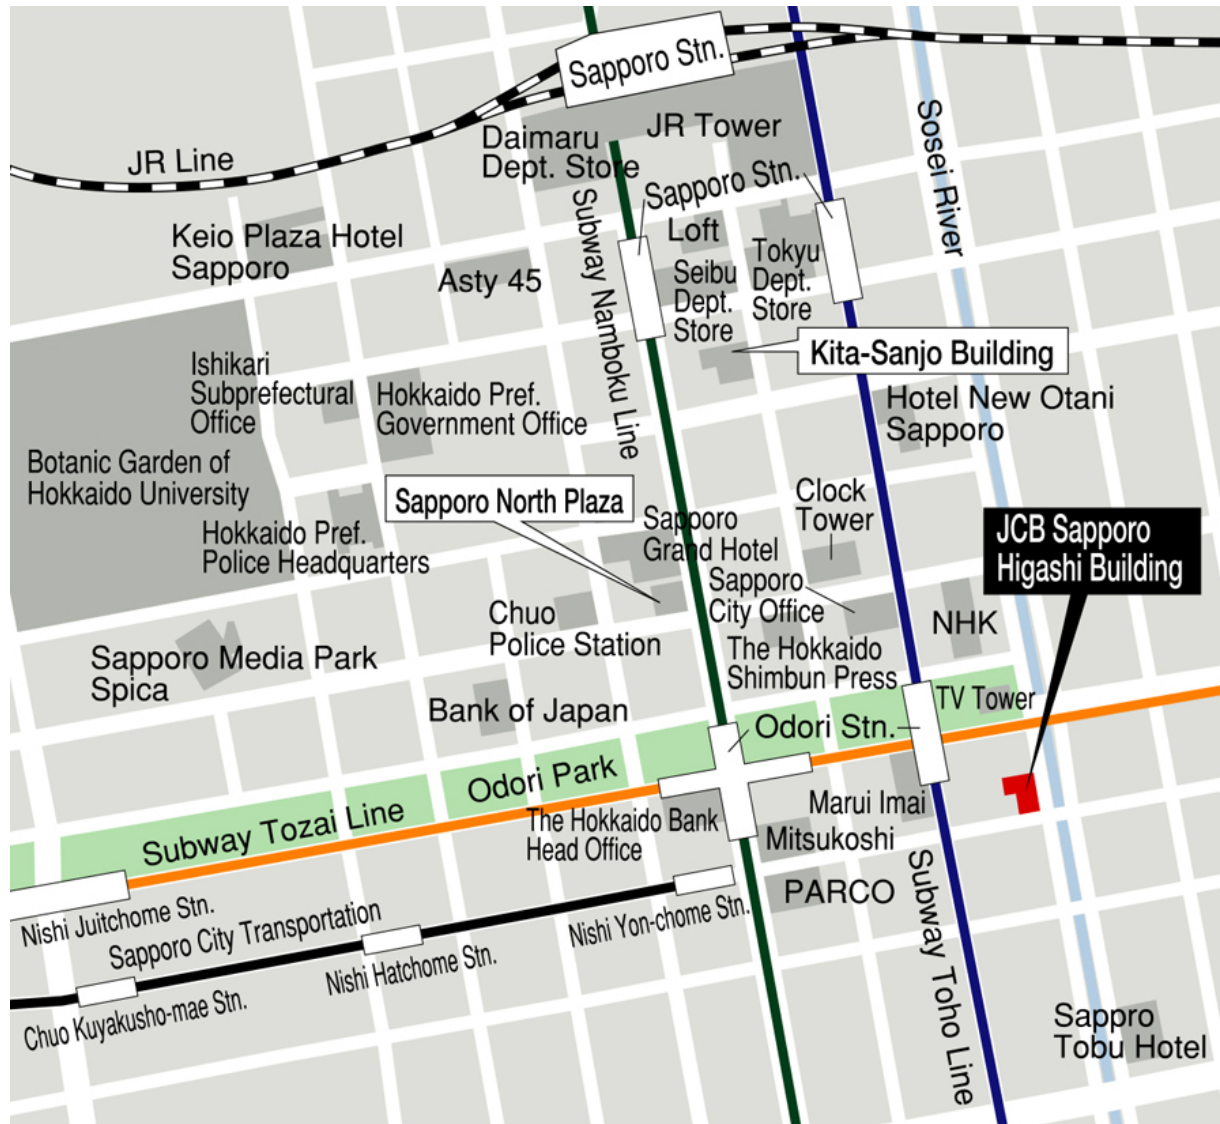 Sapporo Stn.
JR Tower
Daimaru
Dept. Store
JR Line
Sosei River
Sapporo Stn.
Loft
Keio Plaza Hotel
Sapporo
Asty 45
Subway Namboku Line
Seibu
Dept.
Store
Tokyu
Dept.
Store
Kita-Sanjo Building
Ishikari
Subprefectural
Office
Hokkaido Pref.
Government Office
Hotel New Otani
Sapporo
Botanic Garden of
Hokkaido University
Sapporo North Plaza
Clock
Tower
Hokkaido Pref.
Police Headquarters
Sapporo
Grand Hotel
JCB Sapporo
Higashi Building
Sapporo
City Office
Chuo
Police Station
NHK
The Hokkaido
Shimbun Press
Sapporo Media Park
Spica
Bank of Japan
TV Tower
Odori Stn.
Odori Park
Subway Tozai Line
The Hokkaido Bank
Head Office
Marui Imai
Mitsukoshi
PARCO
Subway Toho Line
Nishi Juitchome Stn.
Sapporo City Transportation
Nishi Yon-chome Stn.
Nishi Hatchome Stn.
Chuo Kuyakusho-mae Stn.
Sappro
Tobu Hotel